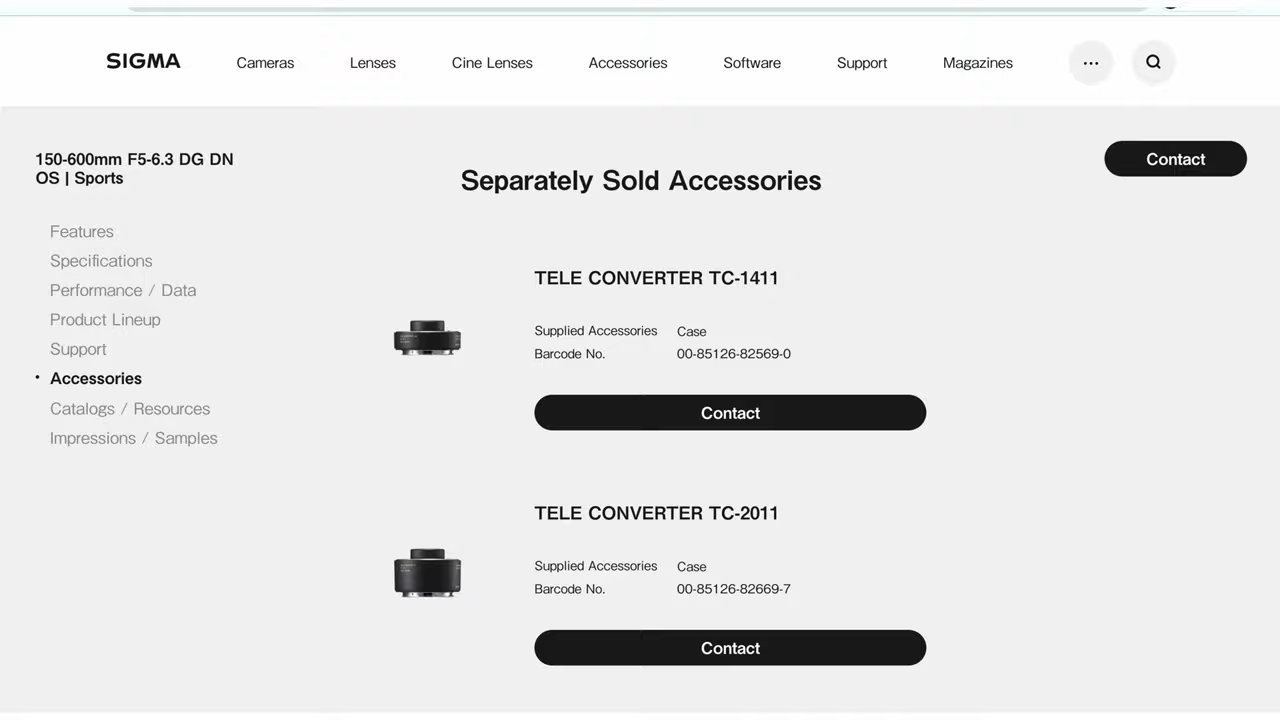 SIGMA
Cameras
Lenses
Cine Lenses
Accessories
Software
Support
Magazines
150-600mm F5-6.3 DG DN
OS | Sports
Features
Specifications
Performance / Data
Product Lineup
Support
Accessories
Catalogs / Resources
Impressions / Samples
Contact
Separately Sold Accessories
TELE CONVERTER TC-1411
Supplied Accessories Case
Barcode No. 00-85126-82569-0
Contact
TELE CONVERTER TC-2011
Supplied Accessories Case
Barcode No. 00-85126-82669-7
Contact